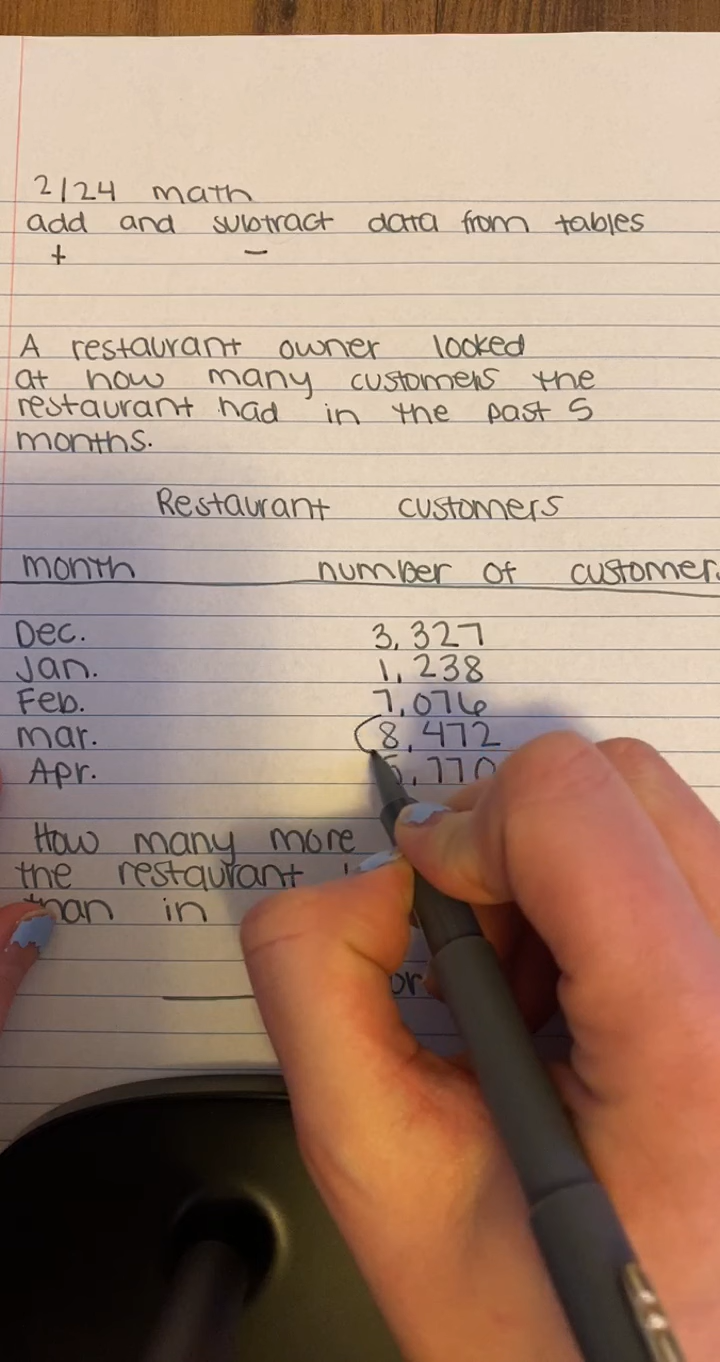 2/24 math
add and subtract data from tables
+ −
A restaurant owner looked
at how many customers the
restaurant had in the past 5
months.
Restaurant customers
month number of customer
Dec. 3,327
Jan. 1,238
Feb. 7,076
mar. (8,472
Apr. ,770
How many more
the restaurant
than in
or